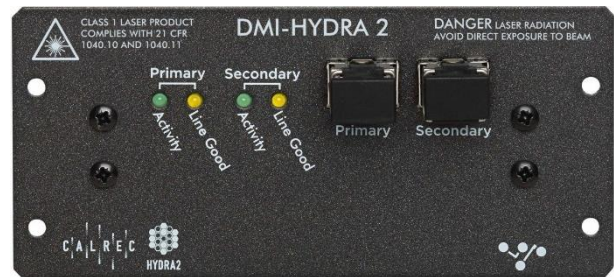 CLASS 1 LASER PRODUCT
COMPLIES WITH 21 CFR
1040.10 AND 1040.11
DMI-HYDRA 2
DANGER LASER RADIATION
AVOID DIRECT EXPOSURE TO BEAM
Primary
Secondary
Activity
Line Good
Activity
Line Good
Primary
Secondary
CALREC
HYDRA2